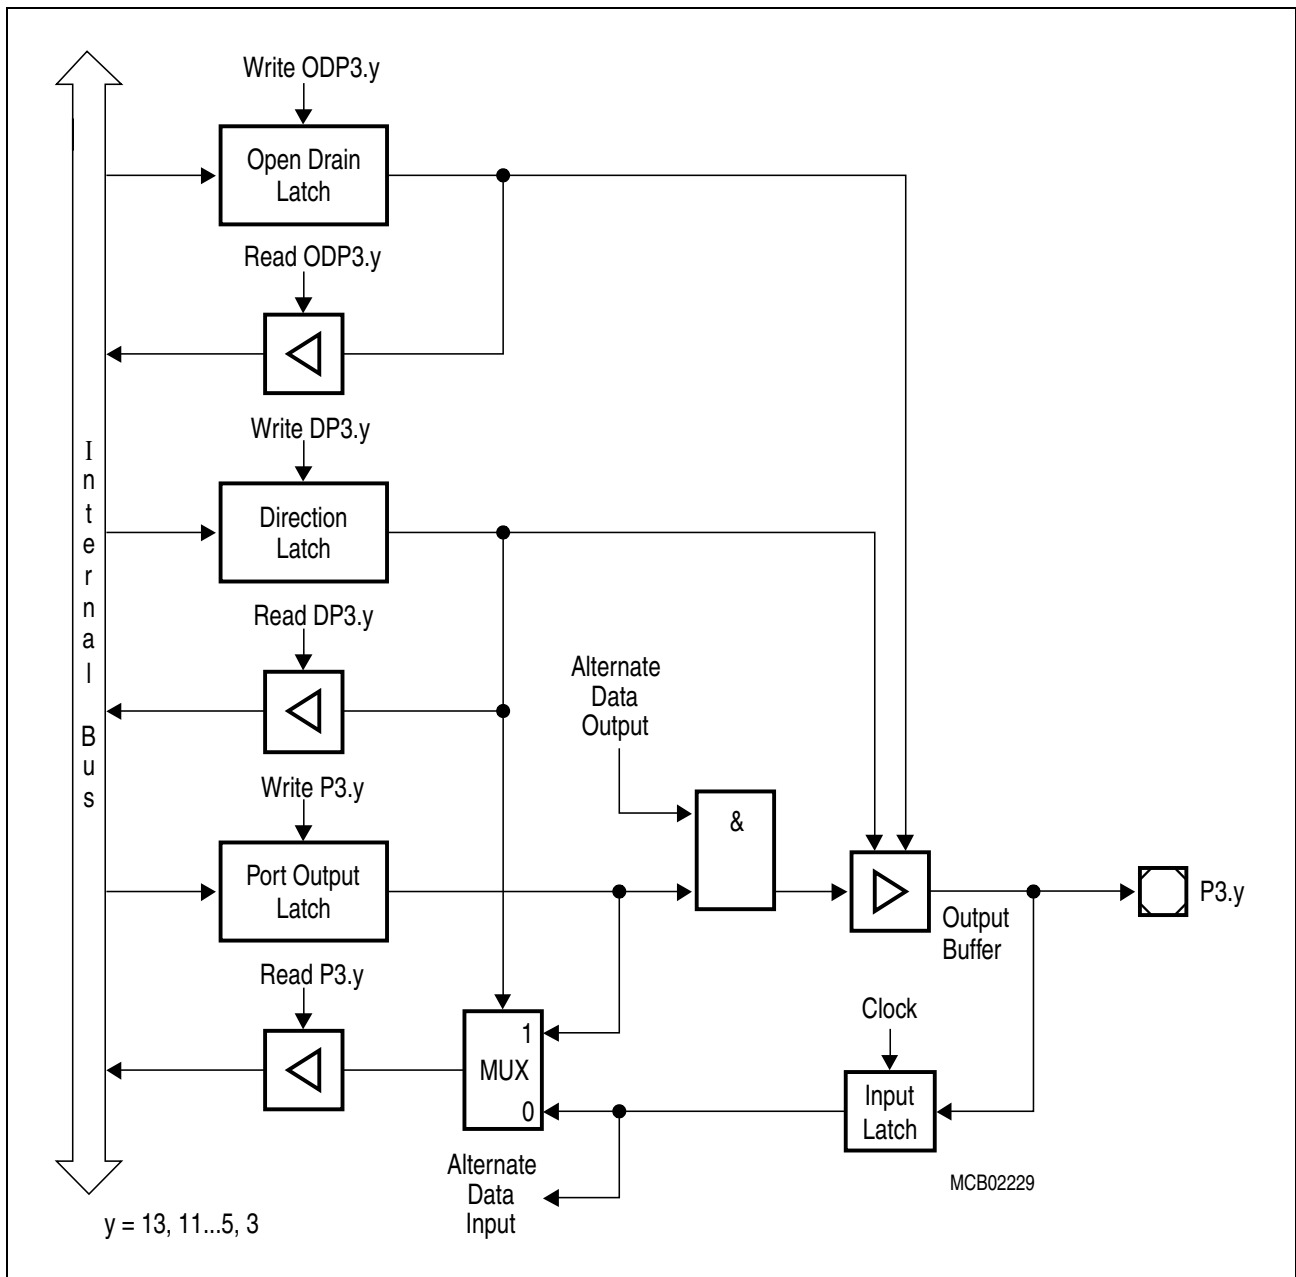 Write ODP3.y
Open Drain
Latch
Read ODP3.y
Write DP3.y
Direction
Latch
Read DP3.y
Internal Bus
Alternate
Data
Output
Write P3.y
&
Port Output
Latch
P3.y
Output
Buffer
Read P3.y
Clock
1
MUX
0
Input
Latch
Alternate
Data
Input
MCB02229
y = 13, 11...5, 3